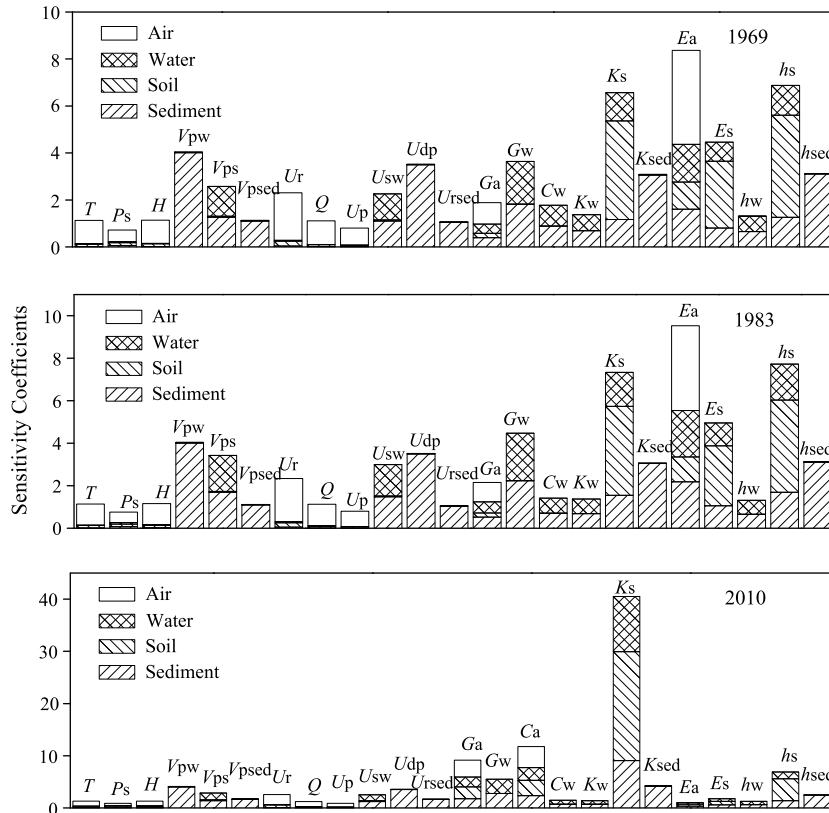 Sensitivity Coefficients
10
8
6
4
2
0
Air
Water
Soil
Sediment
1969
T
Ps
H
Vpw
Vps
Vpsed
Ur
Q
Up
Usw
Udp
Ursed
Ga
Gw
Cw
Kw
Ks
Ksed
Ea
Es
hw
hs
hsed
10
8
6
4
2
0
Air
Water
Soil
Sediment
1983
T
Ps
H
Vpw
Vps
Vpsed
Ur
Q
Up
Usw
Udp
Ursed
Ga
Gw
Cw
Kw
Ks
Ksed
Ea
Es
hw
hs
hsed
40
30
20
10
0
Air
Water
Soil
Sediment
2010
T
Ps
H
Vpw
Vps
Vpsed
Ur
Q
Up
Usw
Udp
Ursed
Ga
Gw
Ca
Cw
Kw
Ks
Ksed
Ea
Es
hw
hs
hsed